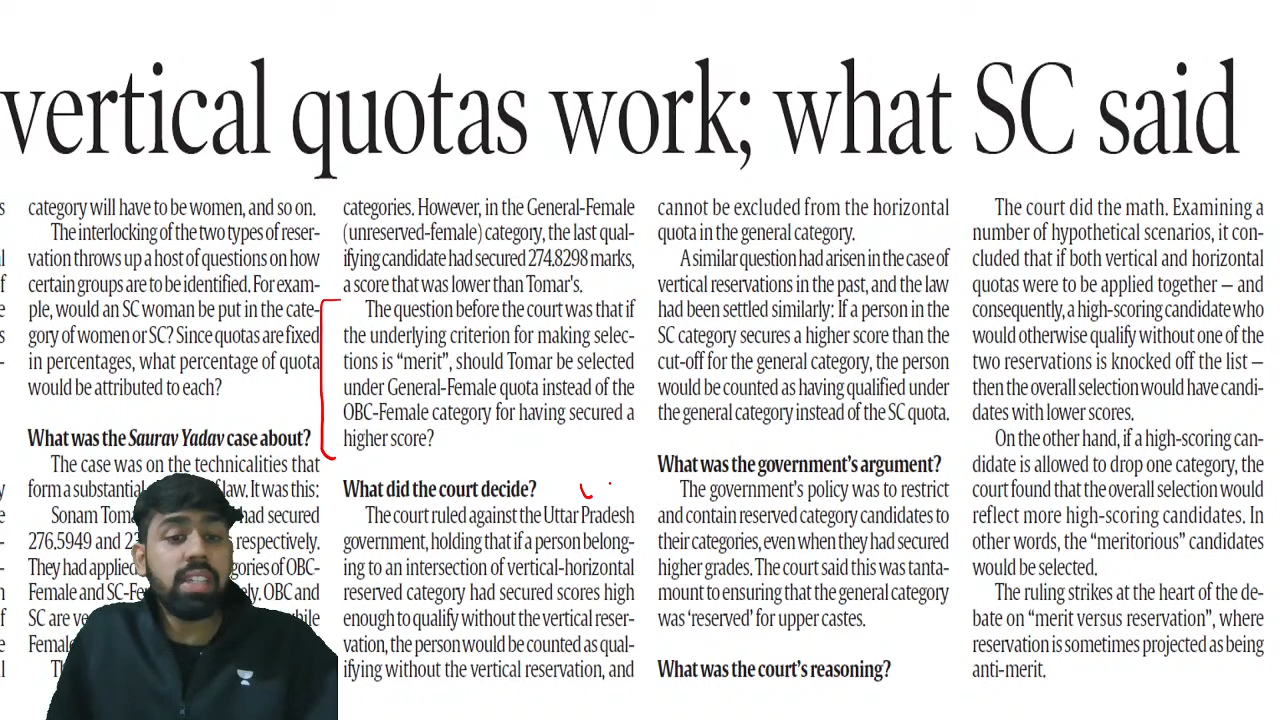 vertical quotas work; what SC said
s
l
f
e
s
-
y
e
-
-
n
f
e
l
category will have to be women, and so on.
The interlocking of the two types of reser-
vation throws up a host of questions on how
certain groups are to be identified. For exam-
ple, would an SC woman be put in the cate-
gory of women or SC? Since quotas are fixed
in percentages, what percentage of quota
would be attributed to each?
What was the Saurav Yadav case about?
The case was on the technicalities that
form a substantial law. It was this:
Sonam had secured
276.5949 and respectively.
They had applied of OBC-
Female and OBC and
SC are
categories. However, in the General-Female
(unreserved-female) category, the last qual-
ifying candidate had secured 274.8298 marks,
a score that was lower than Tomar's.
The question before the court was that if
the underlying criterion for making selec-
tions is “merit”, should Tomar be selected
under General-Female quota instead of the
OBC-Female category for having secured a
higher score?
What did the court decide?
The court ruled against the Uttar Pradesh
government, holding that if a person belong-
ing to an intersection of vertical-horizontal
reserved category had secured scores high
enough to qualify without the vertical reser-
vation, the person would be counted as qual-
ifying without the vertical reservation, and
cannot be excluded from the horizontal
quota in the general category.
A similar question had arisen in the case of
vertical reservations in the past, and the law
had been settled similarly: If a person in the
SC category secures a higher score than the
cut-off for the general category, the person
would be counted as having qualified under
the general category instead of the SC quota.
What was the government’s argument?
The government’s policy was to restrict
and contain reserved category candidates to
their categories, even when they had secured
higher grades. The court said this was tanta-
mount to ensuring that the general category
was ‘reserved’ for upper castes.
What was the court’s reasoning?
The court did the math. Examining a
number of hypothetical scenarios, it con-
cluded that if both vertical and horizontal
quotas were to be applied together — and
consequently, a high-scoring candidate who
would otherwise qualify without one of the
two reservations is knocked off the list —
then the overall selection would have candi-
dates with lower scores.
On the other hand, if a high-scoring can-
didate is allowed to drop one category, the
court found that the overall selection would
reflect more high-scoring candidates. In
other words, the “meritorious” candidates
would be selected.
The ruling strikes at the heart of the de-
bate on “merit versus reservation”, where
reservation is sometimes projected as being
anti-merit.